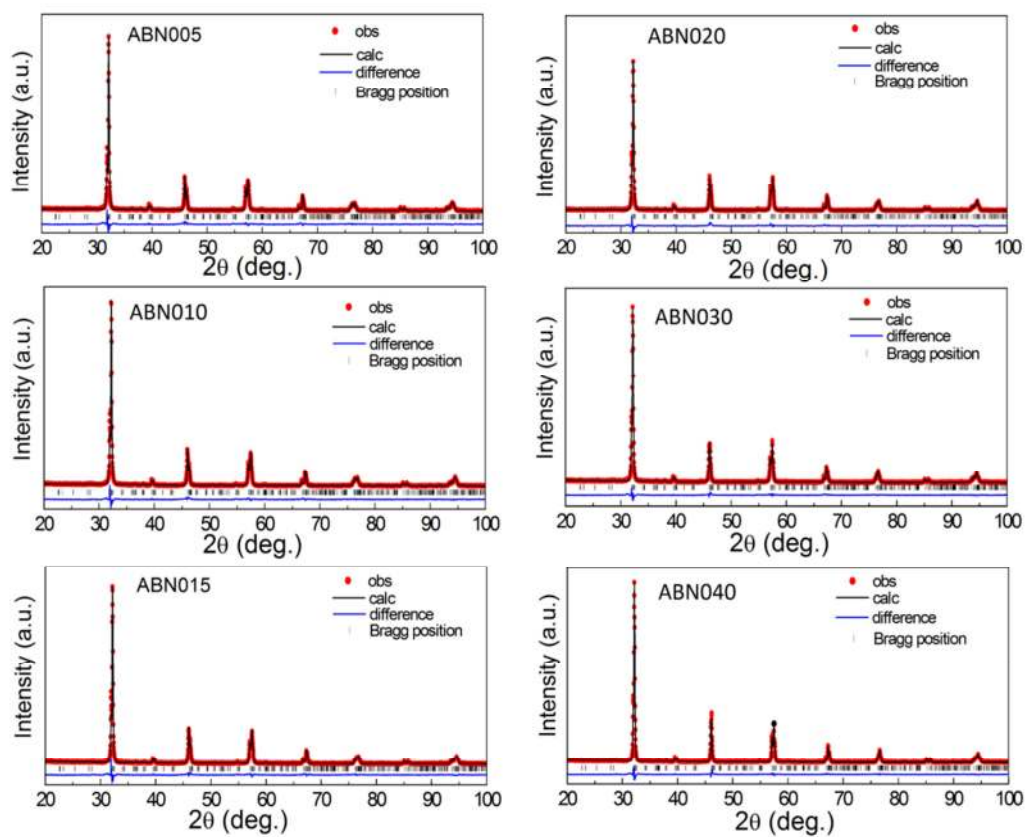 ABN005
obs
calc
difference
Bragg position
Intensity (a.u.)
20 30 40 50 60 70 80 90 100
2θ (deg.)
ABN020
obs
calc
difference
Bragg position
Intensity (a.u.)
20 30 40 50 60 70 80 90 100
2θ (deg.)
ABN010
obs
calc
difference
Bragg position
Intensity (a.u.)
20 30 40 50 60 70 80 90 100
2θ (deg.)
ABN030
obs
calc
difference
Bragg position
Intensity (a.u.)
20 30 40 50 60 70 80 90 100
2θ (deg.)
ABN015
obs
calc
difference
Bragg position
Intensity (a.u.)
20 30 40 50 60 70 80 90 100
2θ (deg.)
ABN040
obs
calc
difference
Bragg position
Intensity (a.u.)
20 30 40 50 60 70 80 90 100
2θ (deg.)